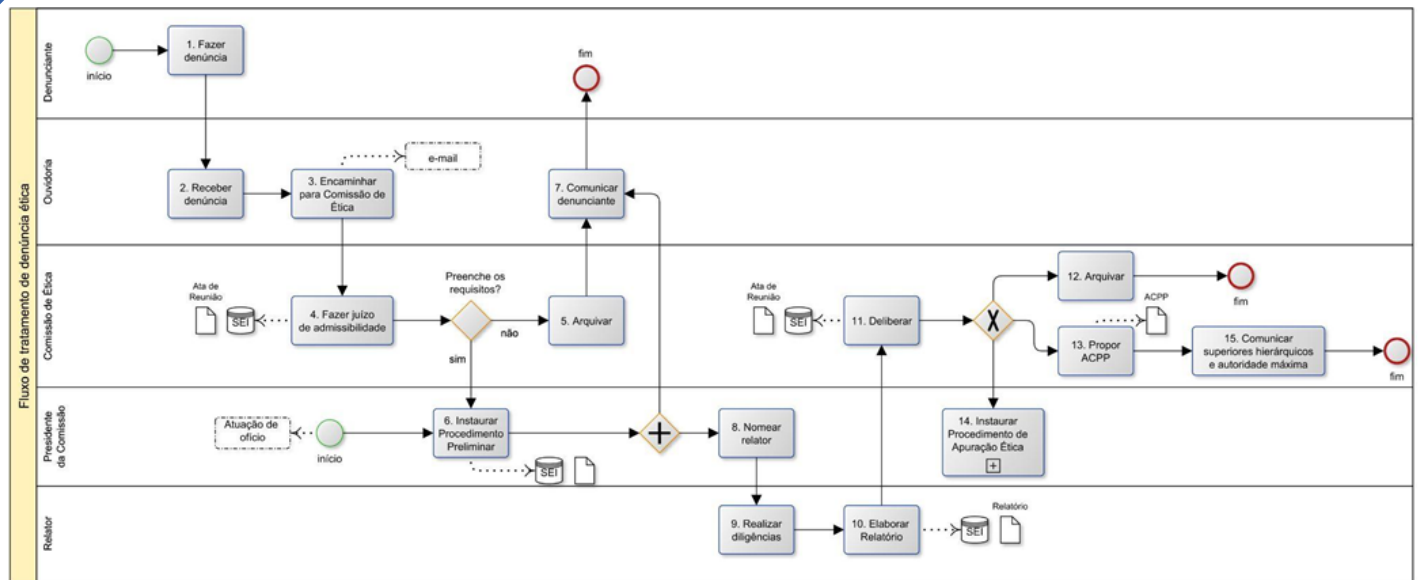 Fluxo de tratamento de denúncia ética
Denunciante
início
1. Fazer
denúncia
fim
Ouvidoria
2. Receber
denúncia
3. Encaminhar
para Comissão de
Ética
e-mail
7. Comunicar
denunciante
Comissão de Ética
Ata de
Reunião
SEI
4. Fazer juízo
de admissibilidade
Preenche os
requisitos?
não
sim
5. Arquivar
Ata de
Reunião
SEI
11. Deliberar
X
12. Arquivar
fim
13. Propor
ACPP
ACPP
15. Comunicar
superiores hierárquicos
e autoridade máxima
fim
Presidente
da Comissão
Atuação de
ofício
início
6. Instaurar
Procedimento
Preliminar
SEI
8. Nomear
relator
14. Instaurar
Procedimento de
Apuração Ética
Relator
9. Realizar
diligências
10. Elaborar
Relatório
SEI
Relatório